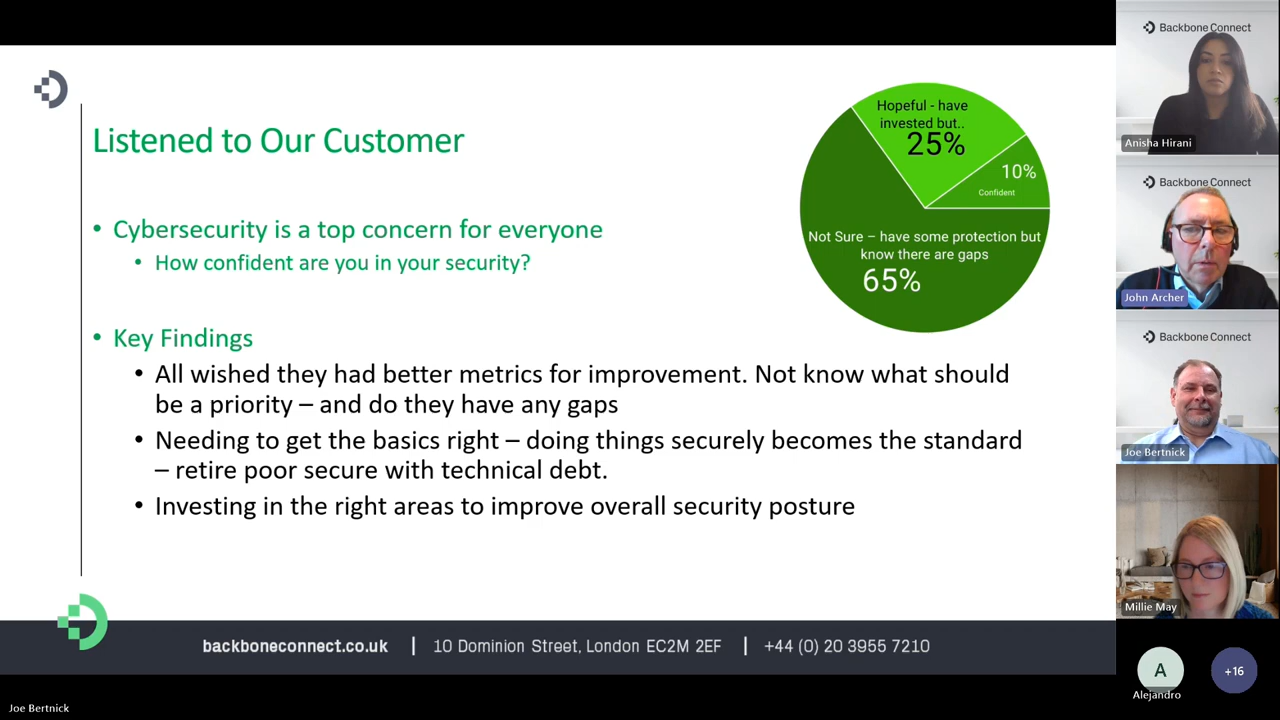 Listened to Our Customer
• Cybersecurity is a top concern for everyone
• How confident are you in your security?
• Key Findings
• All wished they had better metrics for improvement. Not know what should
be a priority – and do they have any gaps
• Needing to get the basics right – doing things securely becomes the standard
– retire poor secure with technical debt.
• Investing in the right areas to improve overall security posture
Hopeful - have
invested but..
25%
10%
Confident
Not Sure – have some protection but
know there are gaps
65%
backboneconnect.co.uk | 10 Dominion Street, London EC2M 2EF | +44 (0) 20 3955 7210
Joe Bertnick
Backbone Connect
Anisha Hirani
Backbone Connect
John Archer
Backbone Connect
Joe Bertnick
Millie May
A
Alejandro
+16